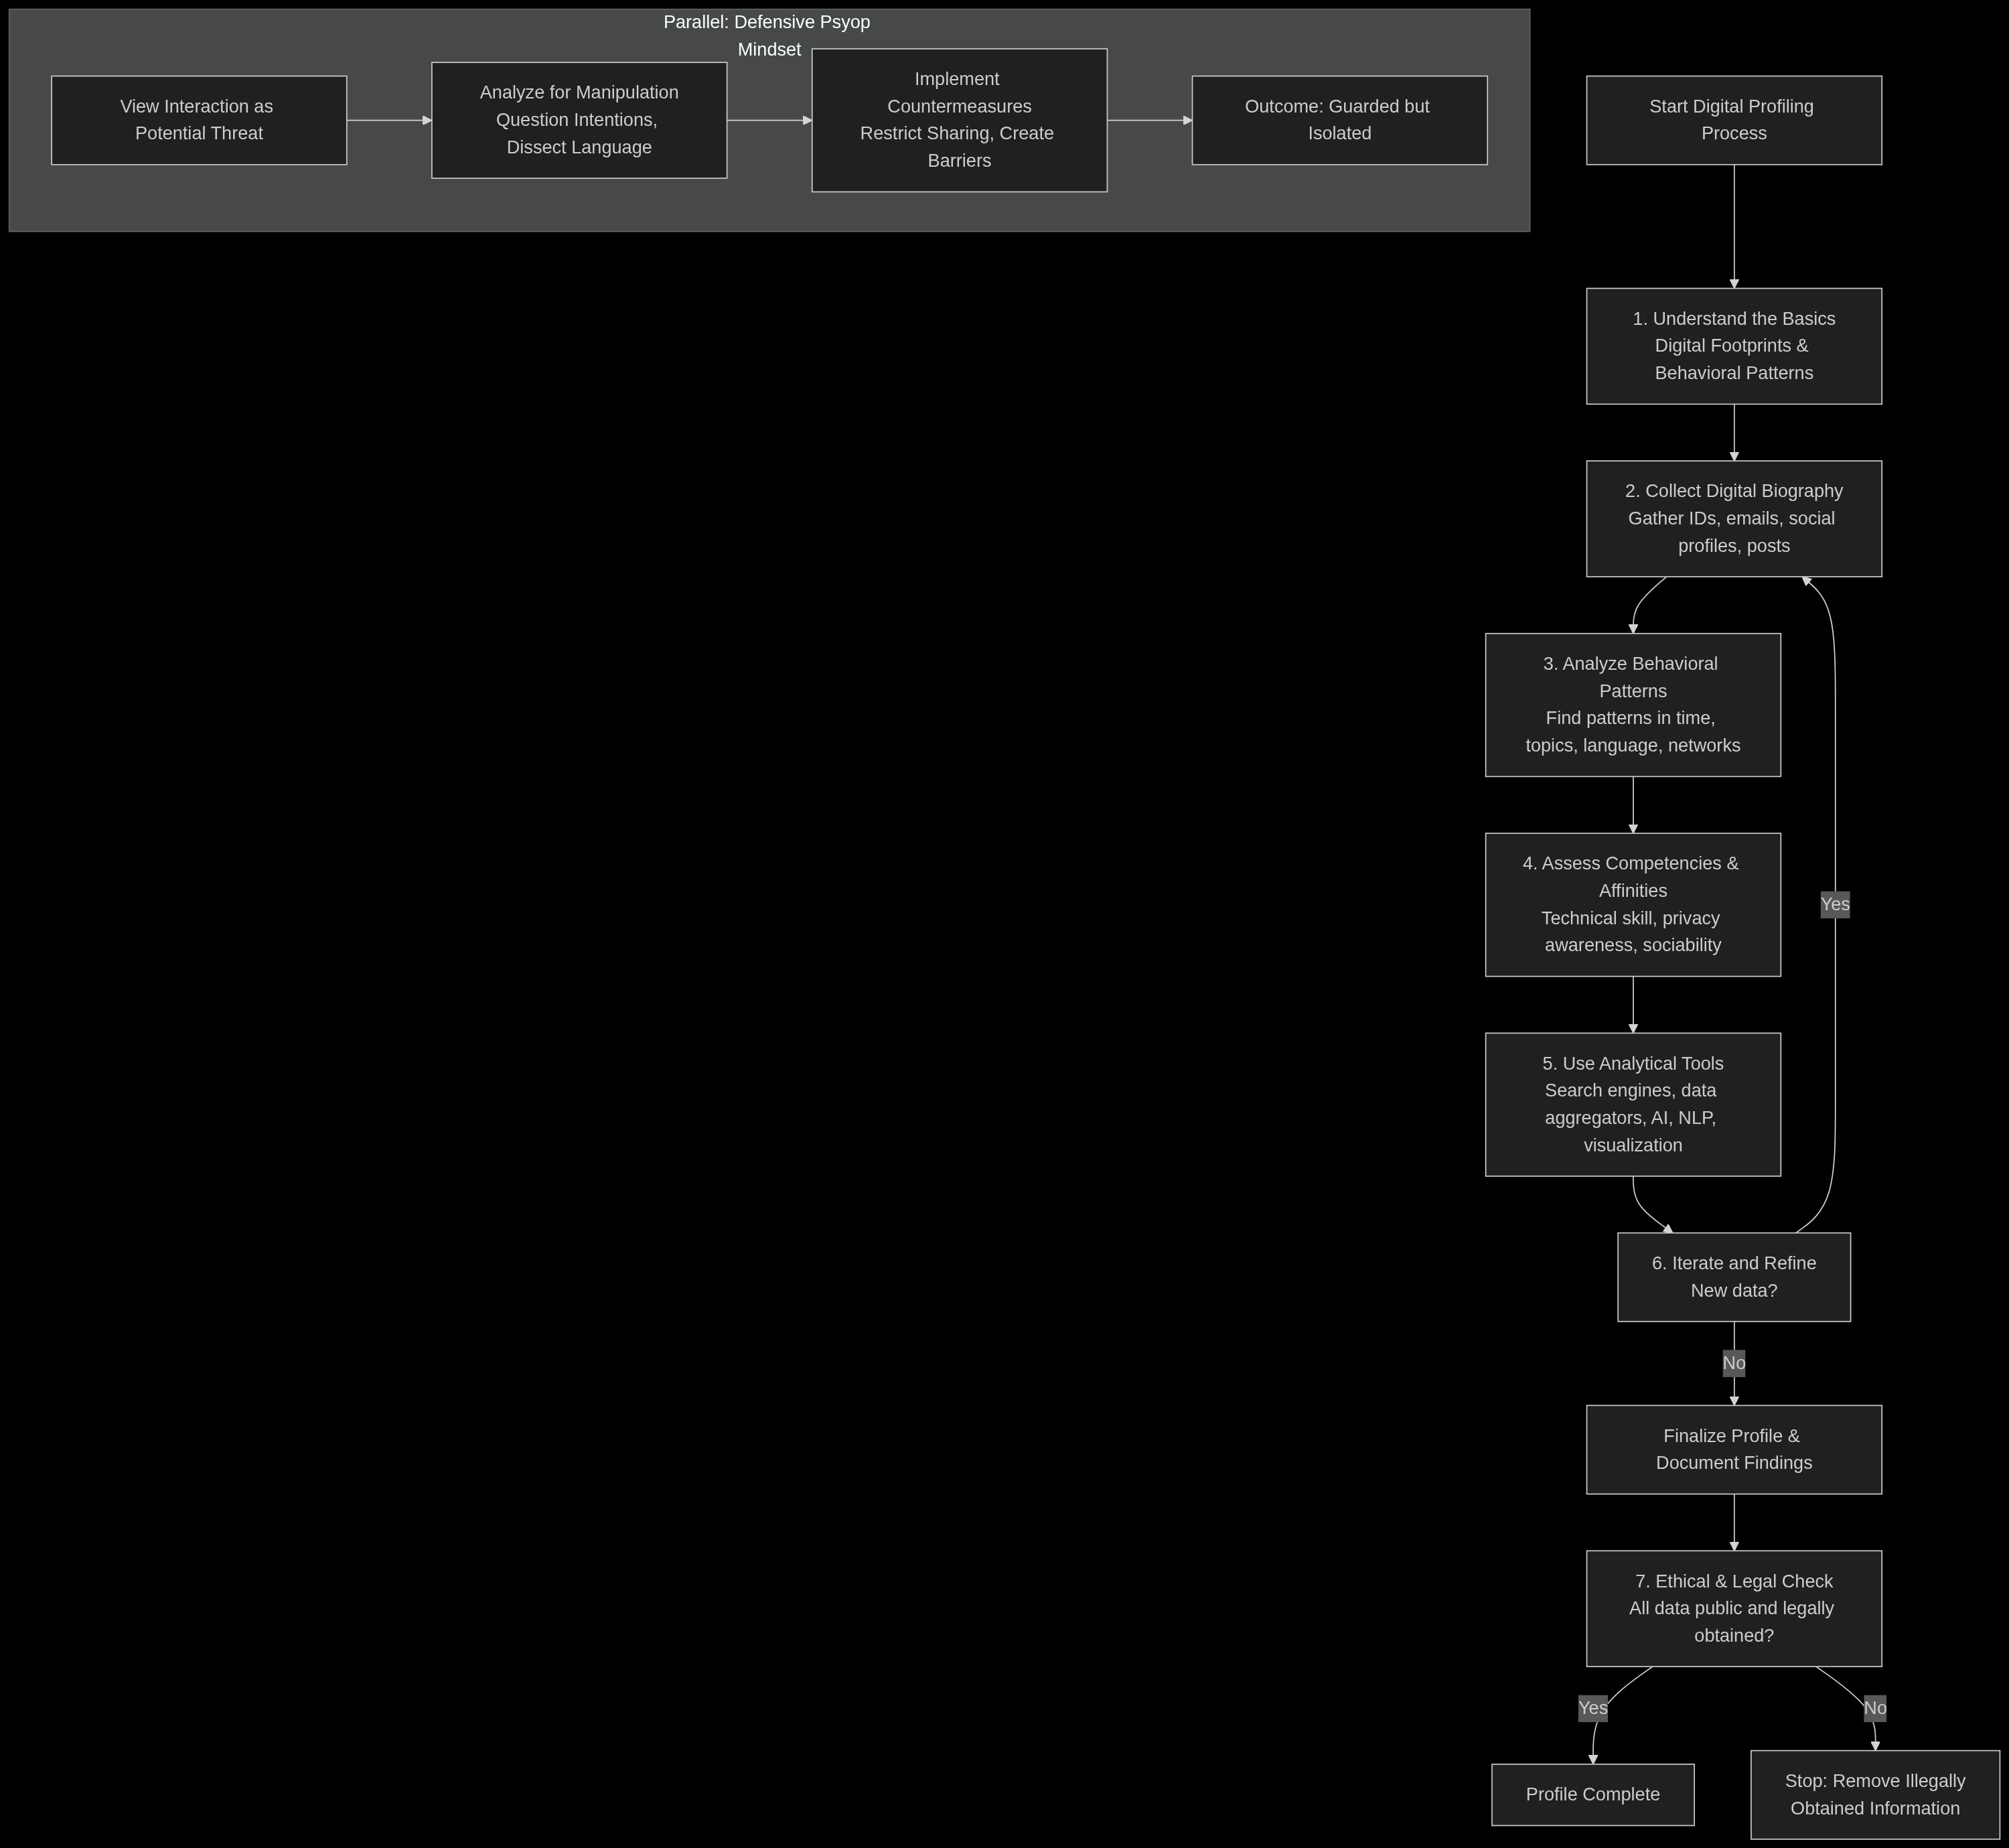 Parallel: Defensive Psyop
Mindset
View Interaction as
Potential Threat
Analyze for Manipulation
Question Intentions,
Dissect Language
Implement
Countermeasures
Restrict Sharing, Create
Barriers
Outcome: Guarded but
Isolated
Start Digital Profiling
Process
1. Understand the Basics
Digital Footprints &
Behavioral Patterns
2. Collect Digital Biography
Gather IDs, emails, social
profiles, posts
3. Analyze Behavioral
Patterns
Find patterns in time,
topics, language, networks
4. Assess Competencies &
Affinities
Technical skill, privacy
awareness, sociability
Yes
5. Use Analytical Tools
Search engines, data
aggregators, AI, NLP,
visualization
6. Iterate and Refine
New data?
No
Finalize Profile &
Document Findings
7. Ethical & Legal Check
All data public and legally
obtained?
Yes
No
Profile Complete
Stop: Remove Illegally
Obtained Information